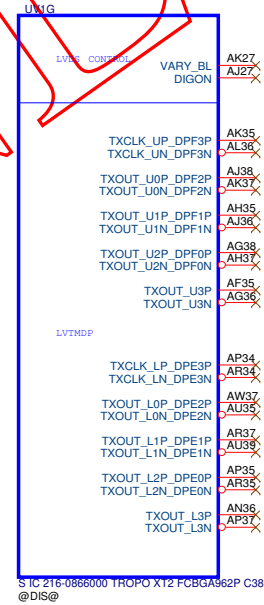 UV1G
LVDS CONTROL
VARY_BL AK27
DIGON AJ27
TXCLK_UP_DPF3P AK35
TXCLK_UN_DPF3N AL36
TXOUT_U0P_DPF2P AJ38
TXOUT_U0N_DPF2N AK37
TXOUT_U1P_DPF1P AH35
TXOUT_U1N_DPF1N AJ36
TXOUT_U2P_DPF0P AG38
TXOUT_U2N_DPF0N AH37
TXOUT_U3P AF35
TXOUT_U3N AG36
LVTMDP
TXCLK_LP_DPE3P AP34
TXCLK_LN_DPE3N AR34
TXOUT_L0P_DPE2P AW37
TXOUT_L0N_DPE2N AU35
TXOUT_L1P_DPE1P AR37
TXOUT_L1N_DPE1N AU39
TXOUT_L2P_DPE0P AP35
TXOUT_L2N_DPE0N AR35
TXOUT_L3P AN36
TXOUT_L3N AP37
S IC 216-0866000 TROPO XT2 FCBGA962P C38
@DIS@